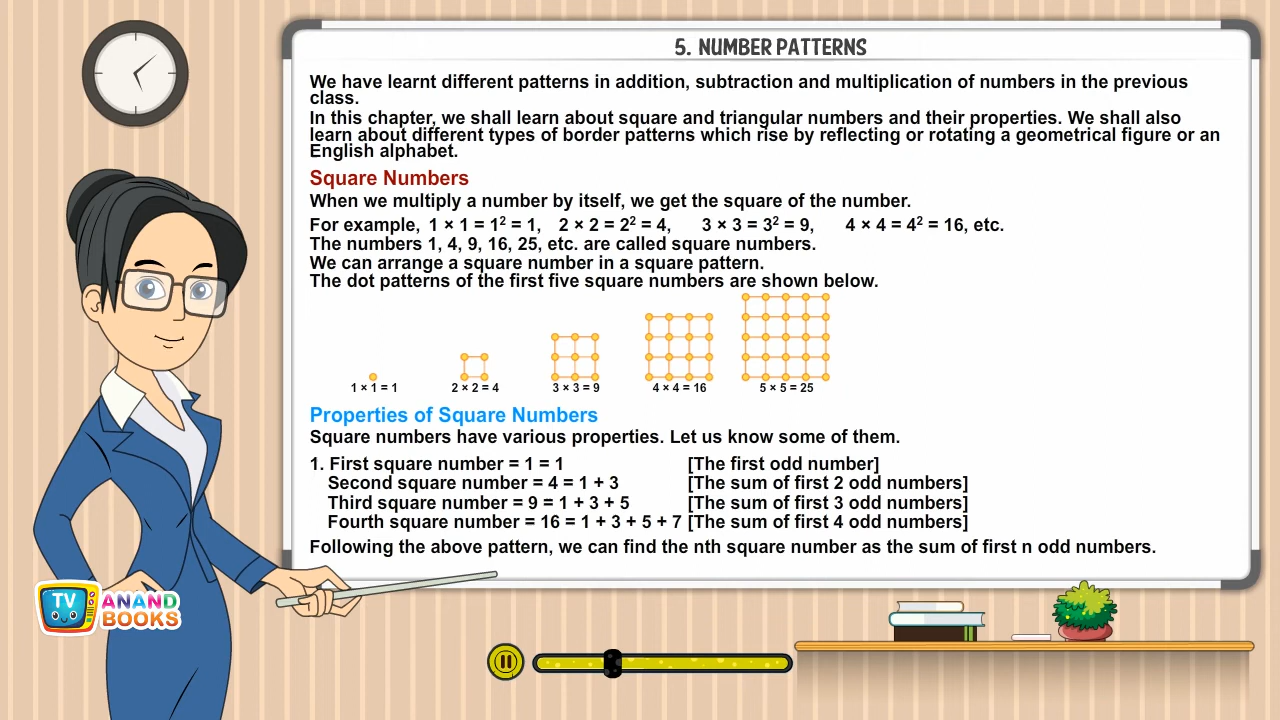 5. NUMBER PATTERNS
We have learnt different patterns in addition, subtraction and multiplication of numbers in the previous
class.
In this chapter, we shall learn about square and triangular numbers and their properties. We shall also
learn about different types of border patterns which rise by reflecting or rotating a geometrical figure or an
English alphabet.
Square Numbers
When we multiply a number by itself, we get the square of the number.
For example, 1 × 1 = 1² = 1, 2 × 2 = 2² = 4, 3 × 3 = 3² = 9, 4 × 4 = 4² = 16, etc.
The numbers 1, 4, 9, 16, 25, etc. are called square numbers.
We can arrange a square number in a square pattern.
The dot patterns of the first five square numbers are shown below.
1 × 1 = 1 2 × 2 = 4 3 × 3 = 9 4 × 4 = 16 5 × 5 = 25
Properties of Square Numbers
Square numbers have various properties. Let us know some of them.
1. First square number = 1 = 1 [The first odd number]
Second square number = 4 = 1 + 3 [The sum of first 2 odd numbers]
Third square number = 9 = 1 + 3 + 5 [The sum of first 3 odd numbers]
Fourth square number = 16 = 1 + 3 + 5 + 7 [The sum of first 4 odd numbers]
Following the above pattern, we can find the nth square number as the sum of first n odd numbers.
TV ANAND
BOOKS